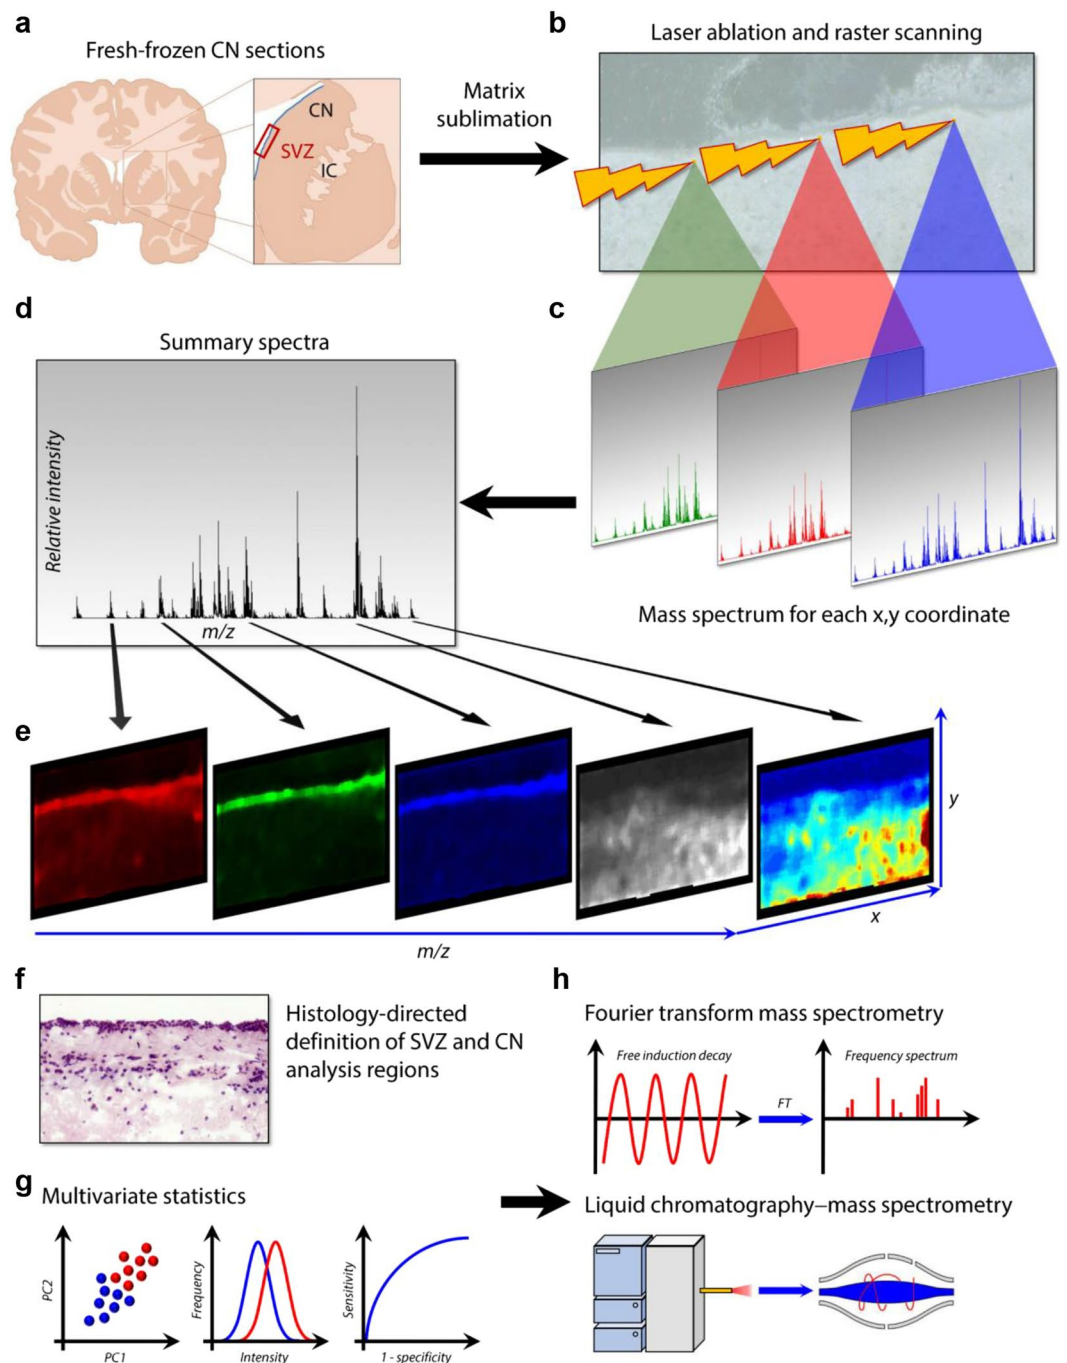 a
Fresh-frozen CN sections
CN
SVZ
IC
Matrix
sublimation
b
Laser ablation and raster scanning
c
Mass spectrum for each x,y coordinate
d
Summary spectra
Relative intensity
m/z
e
y
x
m/z
f
Histology-directed
definition of SVZ and CN
analysis regions
g
Multivariate statistics
PC2
PC1
Frequency
Intensity
Sensitivity
1 - specificity
h
Fourier transform mass spectrometry
Free induction decay
FT
Frequency spectrum
Liquid chromatography–mass spectrometry